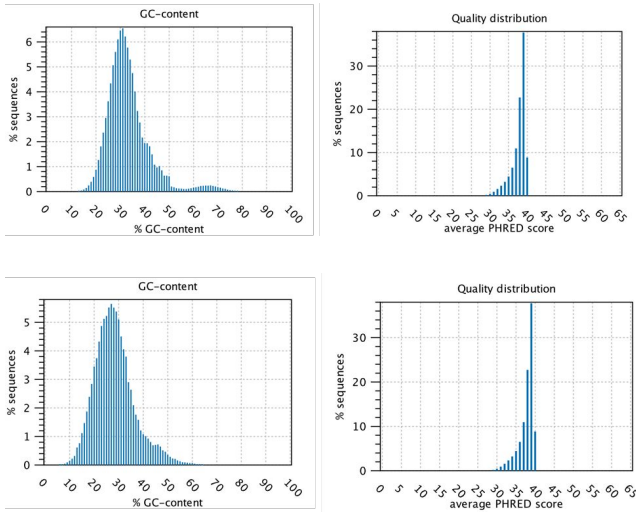 GC-content
% sequences
6
5
4
3
2
1
0
0 10 20 30 40 50 60 70 80 90 100
% GC-content
Quality distribution
% sequences
30
20
10
0
0 5 10 15 20 25 30 35 40 45 50 55 60 65
average PHRED score
GC-content
% sequences
5
4
3
2
1
0
0 10 20 30 40 50 60 70 80 90 100
% GC-content
Quality distribution
% sequences
30
20
10
0
0 5 10 15 20 25 30 35 40 45 50 55 60 65
average PHRED score